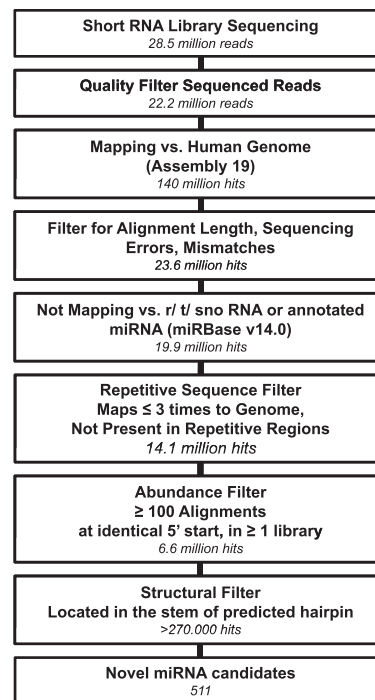 Short RNA Library Sequencing
28.5 million reads
Quality Filter Sequenced Reads
22.2 million reads
Mapping vs. Human Genome
(Assembly 19)
140 million hits
Filter for Alignment Length, Sequencing
Errors, Mismatches
23.6 million hits
Not Mapping vs. r/ t/ sno RNA or annotated
miRNA (miRBase v14.0)
19.9 million hits
Repetitive Sequence Filter
Maps ≤ 3 times to Genome,
Not Present in Repetitive Regions
14.1 million hits
Abundance Filter
≥ 100 Alignments
at identical 5' start, in ≥ 1 library
6.6 million hits
Structural Filter
Located in the stem of predicted hairpin
>270.000 hits
Novel miRNA candidates
511